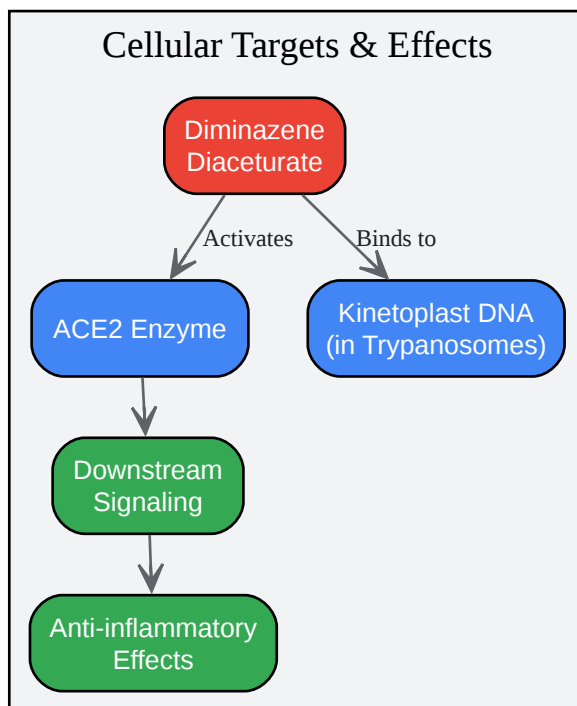 Cellular Targets & Effects
Diminazene
Diaceturate
Activates
Binds to
ACE2 Enzyme
Kinetoplast DNA
(in Trypanosomes)
Downstream
Signaling
Anti-inflammatory
Effects